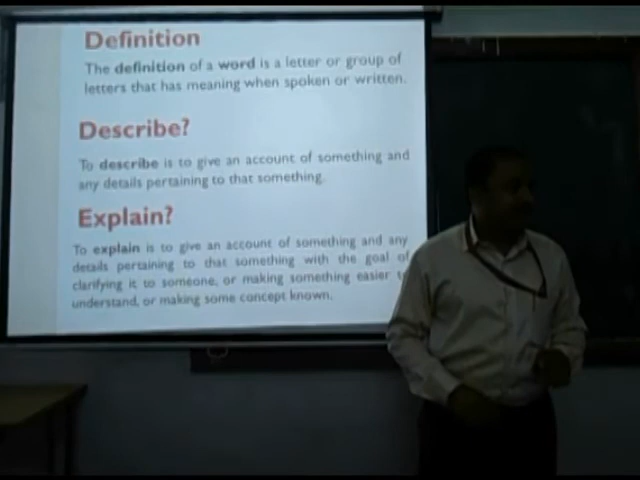 Definition
The definition of a word is a letter or group of
letters that has meaning when spoken or written.
Describe?
To describe is to give an account of something and
any details pertaining to that something.
Explain?
To explain is to give an account of something and any
details pertaining to that something with the goal of
clarifying it to someone, or making something easier
understand, or making some concept known.